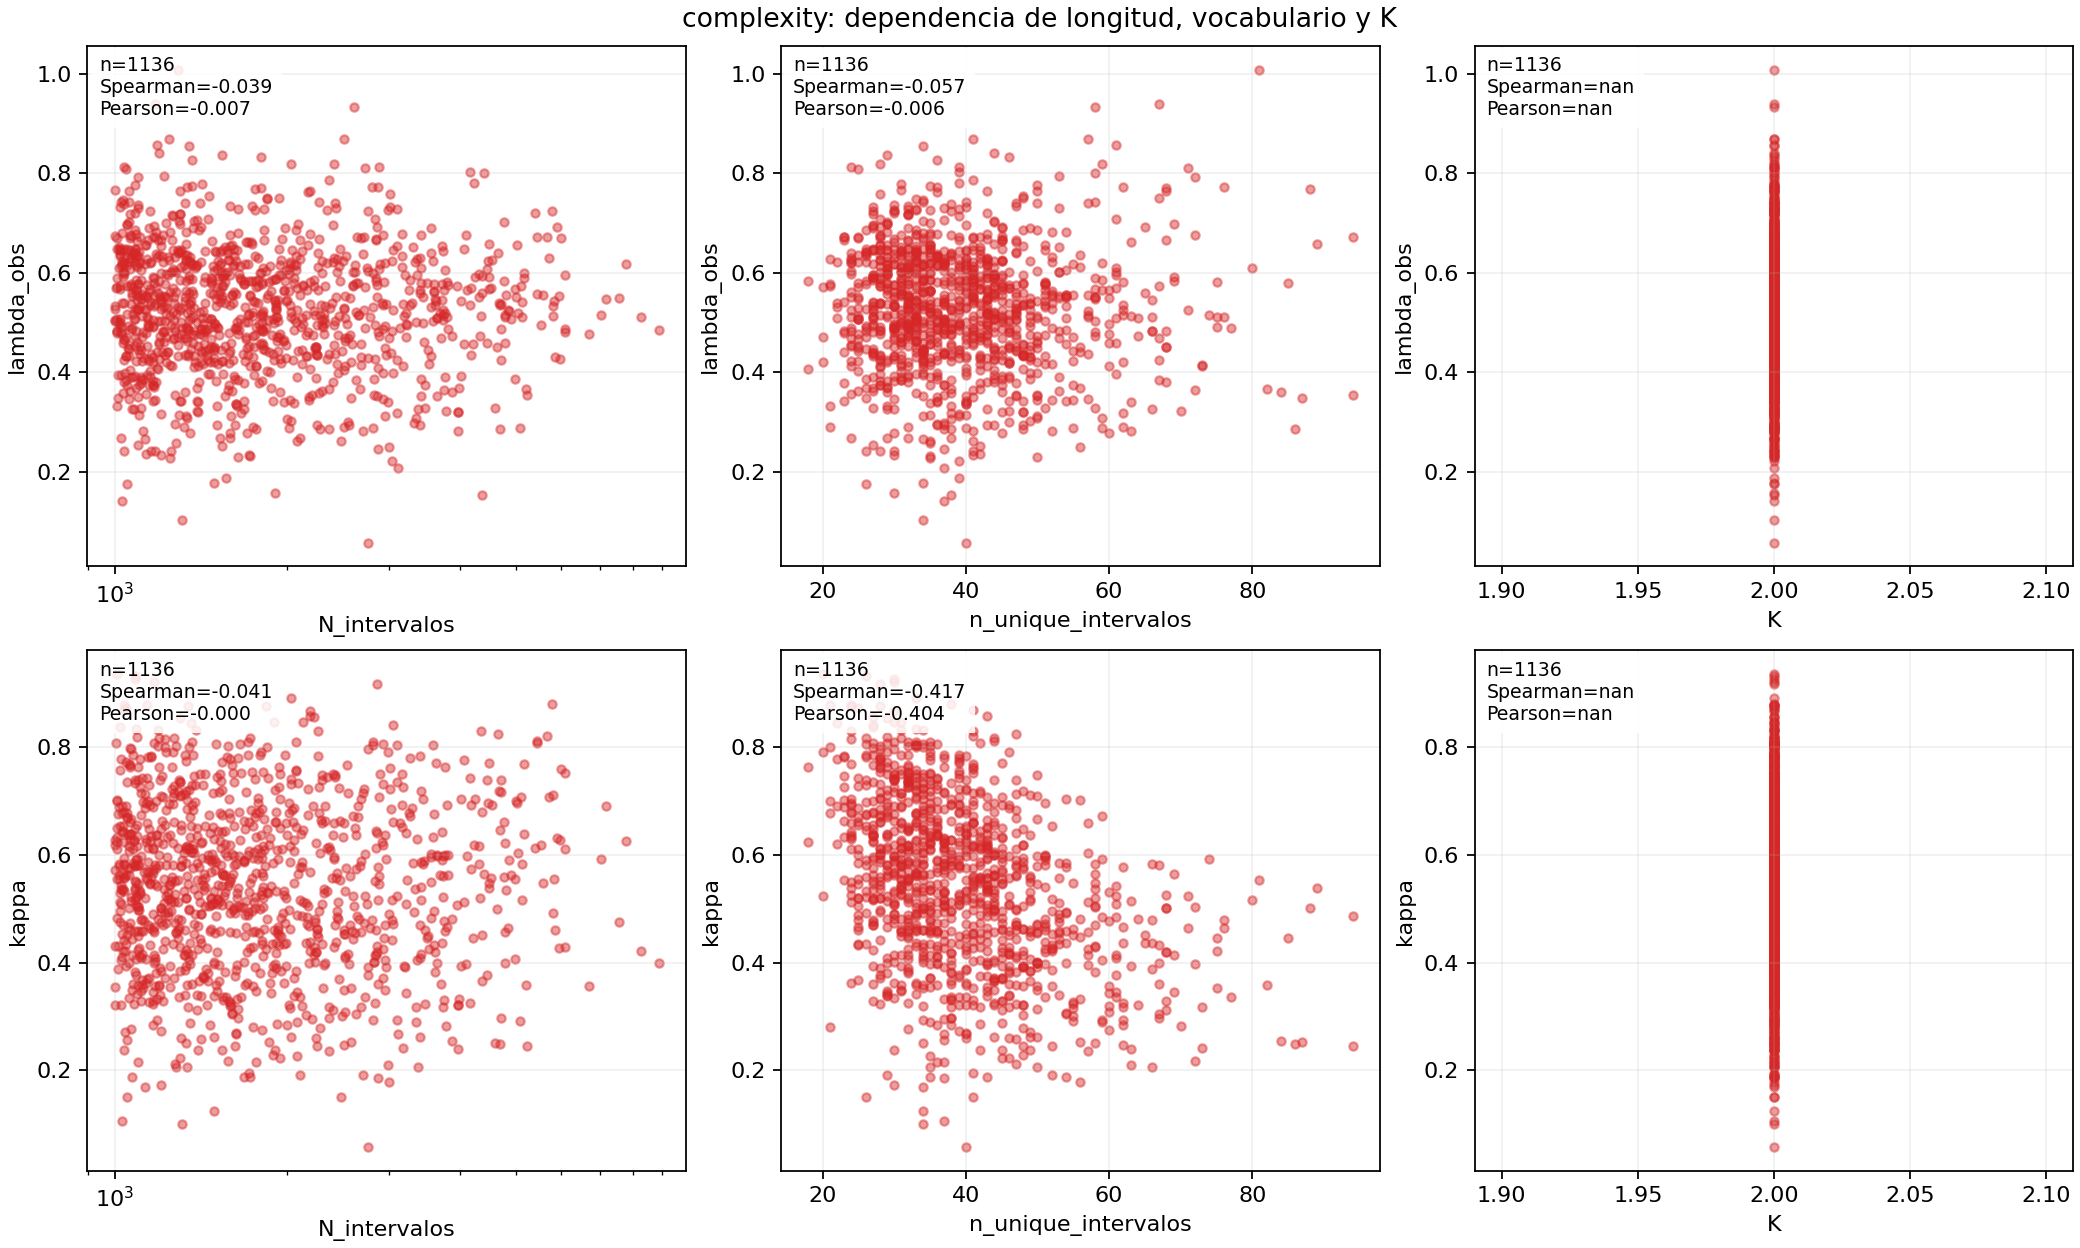 complexity: dependencia de longitud, vocabulario y K
n=1136
Spearman=-0.039
Pearson=-0.007
1.0
0.8
0.6
0.4
0.2
lambda_obs
10³
N_intervalos
n=1136
Spearman=-0.057
Pearson=-0.006
1.0
0.8
0.6
0.4
0.2
lambda_obs
20 40 60 80
n_unique_intervalos
n=1136
Spearman=nan
Pearson=nan
1.0
0.8
0.6
0.4
0.2
lambda_obs
1.90 1.95 2.00 2.05 2.10
K
n=1136
Spearman=-0.041
Pearson=-0.000
0.8
0.6
0.4
0.2
kappa
10³
N_intervalos
n=1136
Spearman=-0.417
Pearson=-0.404
0.8
0.6
0.4
0.2
kappa
20 40 60 80
n_unique_intervalos
n=1136
Spearman=nan
Pearson=nan
0.8
0.6
0.4
0.2
kappa
1.90 1.95 2.00 2.05 2.10
K